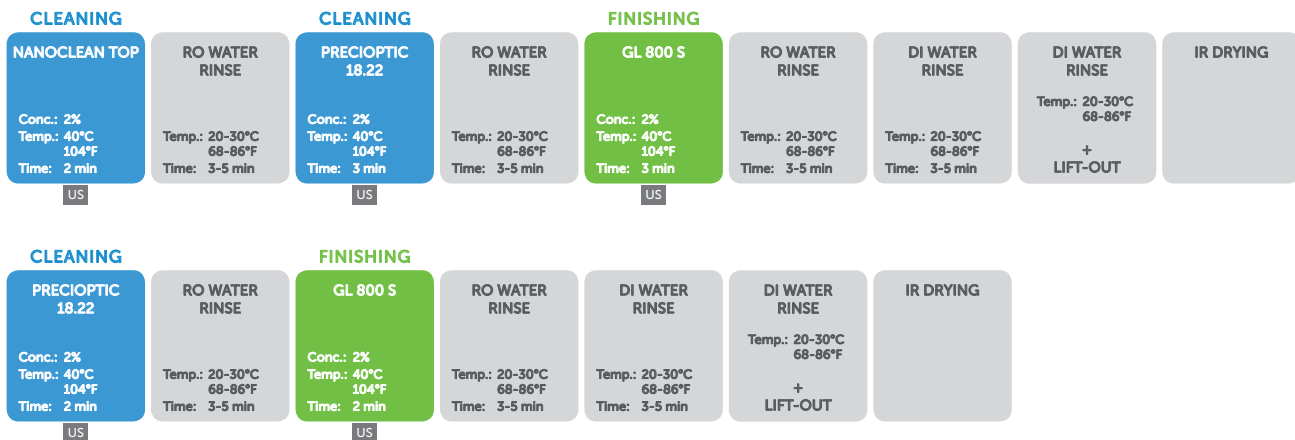 CLEANING
NANOCLEAN TOP
Conc.: 2%
Temp.: 40°C
104°F
Time: 2 min
US
RO WATER
RINSE
Temp.: 20-30°C
68-86°F
Time: 3-5 min
CLEANING
PRECIOPTIC
18.22
Conc.: 2%
Temp.: 40°C
104°F
Time: 3 min
US
RO WATER
RINSE
Temp.: 20-30°C
68-86°F
Time: 3-5 min
FINISHING
GL 800 S
Conc.: 2%
Temp.: 40°C
104°F
Time: 3 min
US
RO WATER
RINSE
Temp.: 20-30°C
68-86°F
Time: 3-5 min
DI WATER
RINSE
Temp.: 20-30°C
68-86°F
Time: 3-5 min
DI WATER
RINSE
Temp.: 20-30°C
68-86°F
+
LIFT-OUT
IR DRYING
CLEANING
PRECIOPTIC
18.22
Conc.: 2%
Temp.: 40°C
104°F
Time: 2 min
US
RO WATER
RINSE
Temp.: 20-30°C
68-86°F
Time: 3-5 min
FINISHING
GL 800 S
Conc.: 2%
Temp.: 40°C
104°F
Time: 2 min
US
RO WATER
RINSE
Temp.: 20-30°C
68-86°F
Time: 3-5 min
DI WATER
RINSE
Temp.: 20-30°C
68-86°F
Time: 3-5 min
DI WATER
RINSE
Temp.: 20-30°C
68-86°F
+
LIFT-OUT
IR DRYING